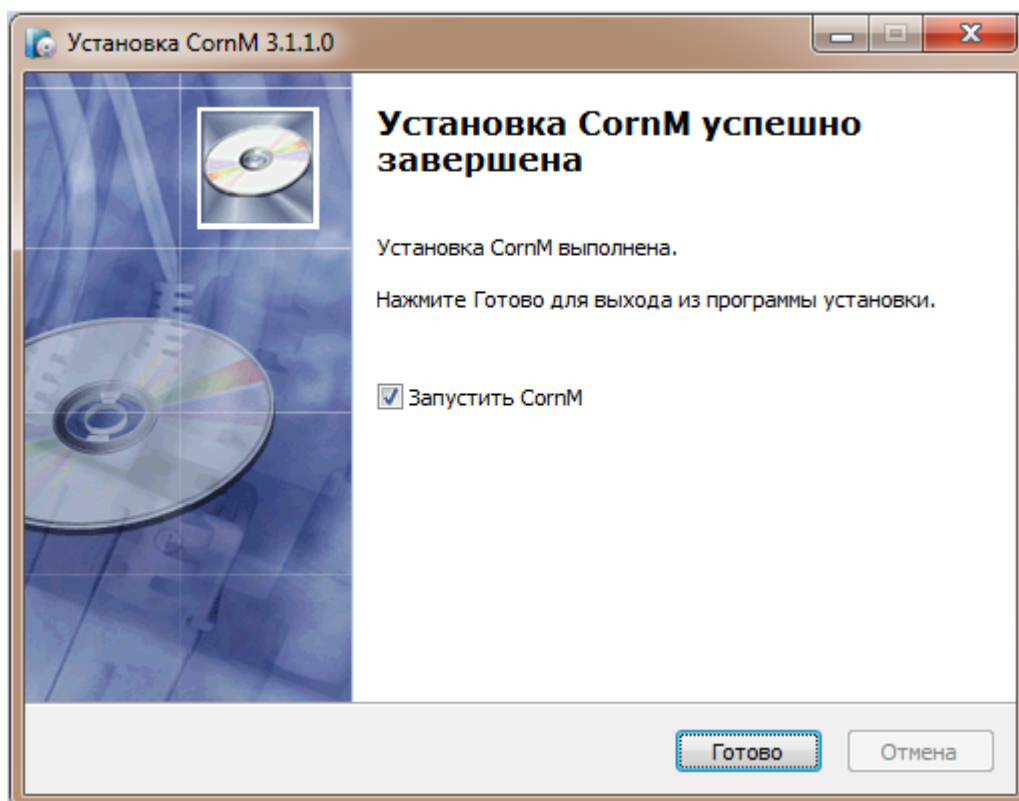 Установка CornM 3.1.1.0
Установка CornM успешно
завершена
Установка CornM выполнена.
Нажмите Готово для выхода из программы установки.
Запустить CornM
Готово
Отмена